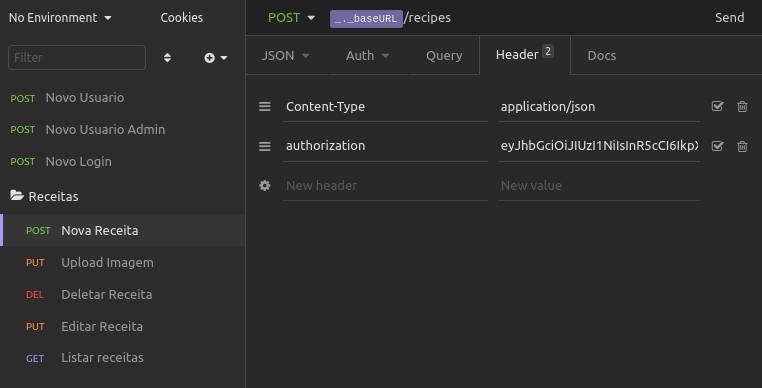 No Environment Cookies
POST _._baseURL /recipes Send
Filter
JSON Auth Query Header 2 Docs
POST Novo Usuario
POST Novo Usuario Admin
POST Novo Login
Receitas
POST Nova Receita
PUT Upload Imagem
DEL Deletar Receita
PUT Editar Receita
GET Listar receitas
Content-Type application/json
authorization eyJhbGciOiJIUzI1NiIsInR5cCI6IkpX
New header New value